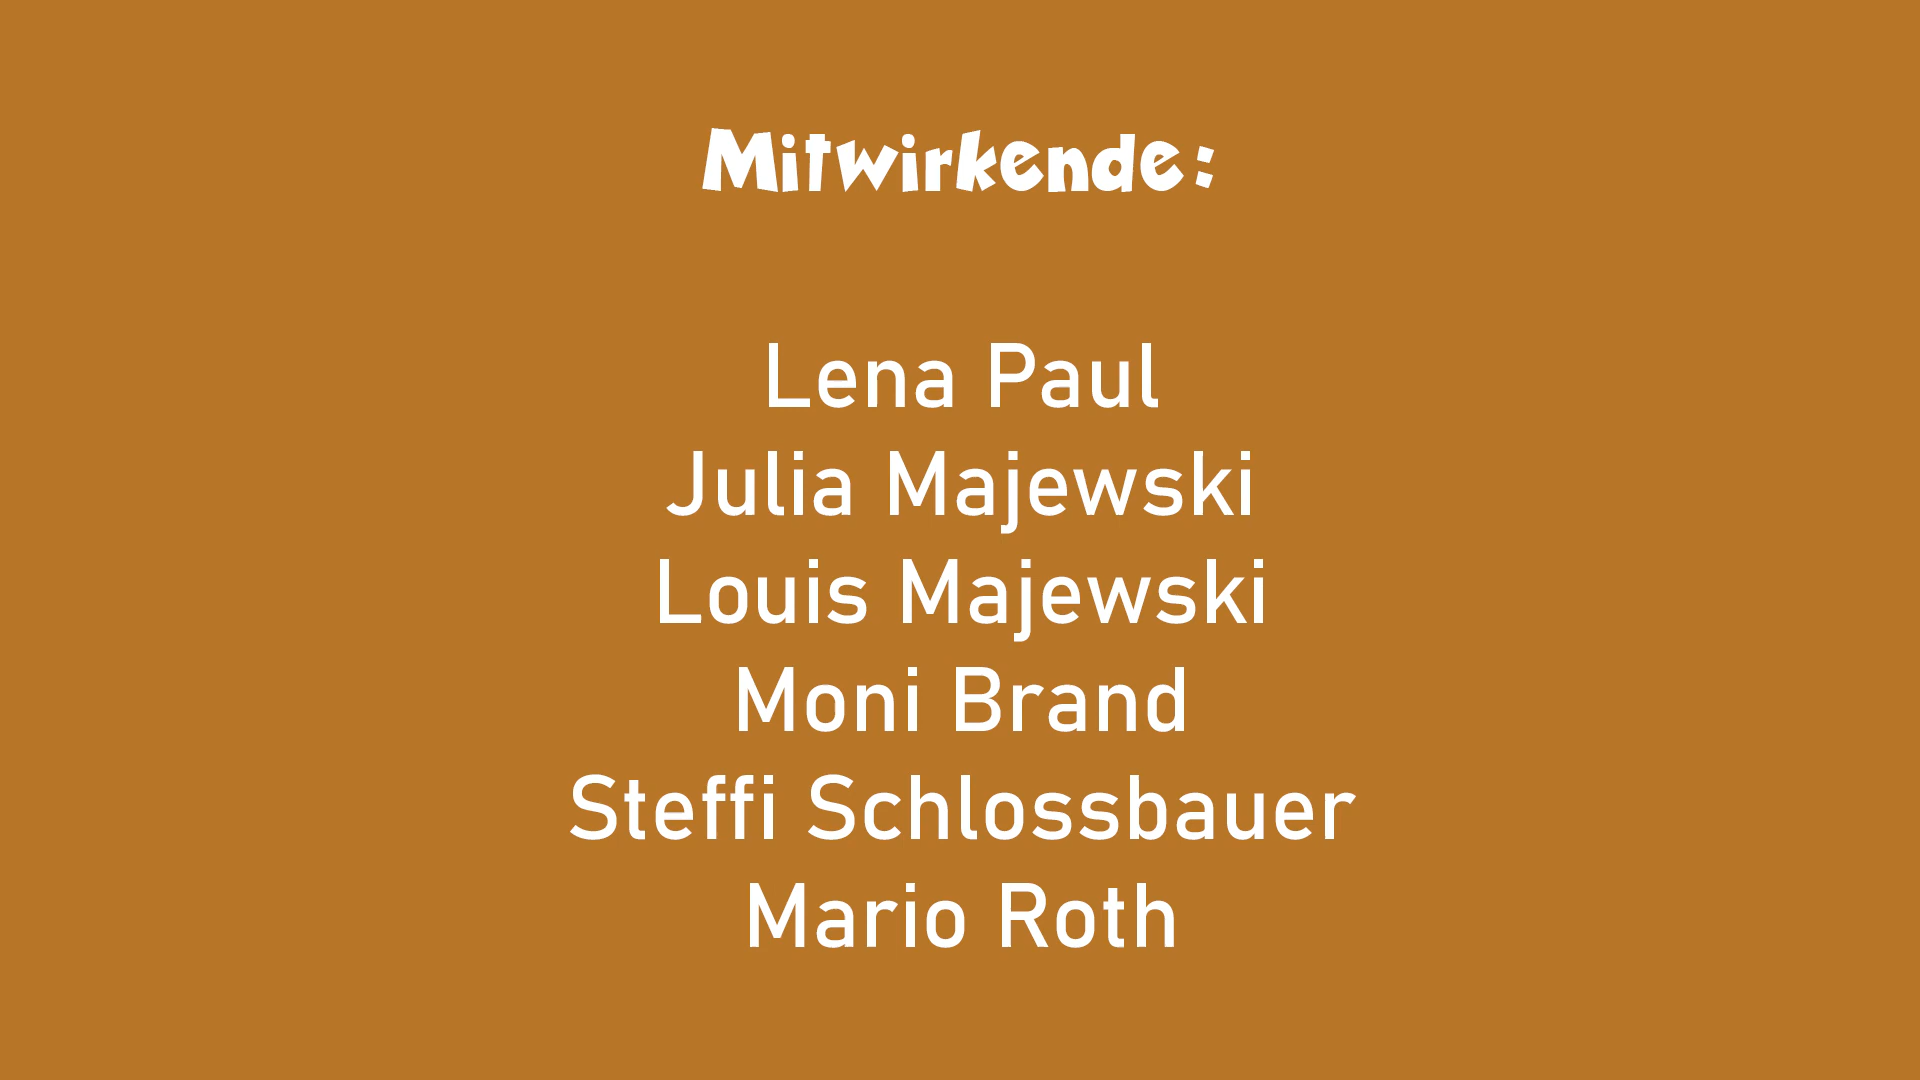 Mitwirkende:
Lena Paul
Julia Majewski
Louis Majewski
Moni Brand
Steffi Schlossbauer
Mario Roth